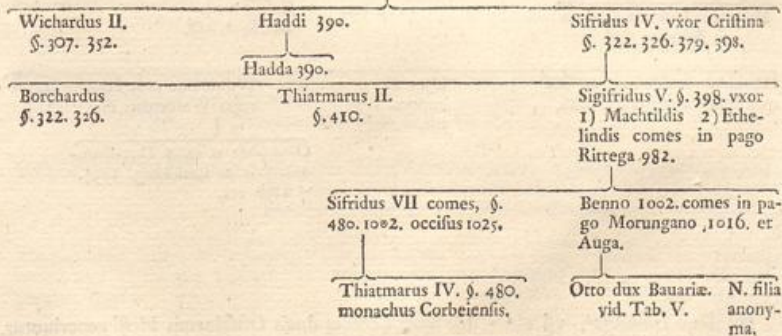 Wichardus II.
§. 307. 352.
Haddi 390.
Hadda 390.
Sifridus IV. vxor Criſtina
§. 322. 326. 379. 398.
Borchardus
§. 322. 326.
Thiatmarus II.
§. 410.
Sigifridus V. §. 398. vxor
1) Machtildis 2) Ethe-
lindis comes in pago
Rittega 982.
Sifridus VII comes, §.
480. 1002. occiſus 1025.
Benno 1002. comes in pa-
go Morungano, 1016. et
Auga.
Thiatmarus IV. §. 480.
monachus Corbeienſis.
Otto dux Bauariæ.
vid. Tab. V.
N. filia
anony-
ma.